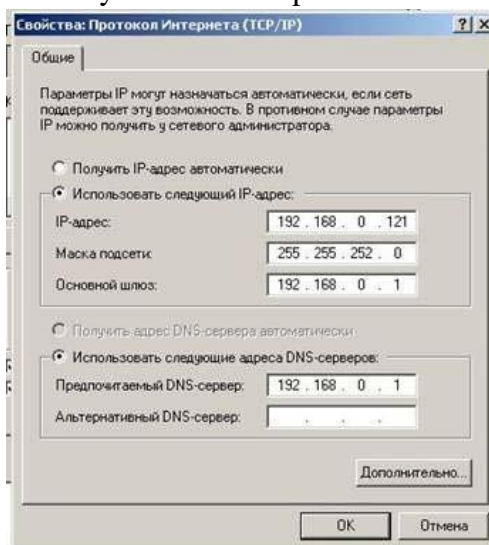 Свойства: Протокол Интернета (TCP/IP)
Общие
Параметры IP могут назначаться автоматически, если сеть
поддерживает эту возможность. В противном случае параметры
IP можно получить у сетевого администратора.
Получить IP-адрес автоматически
Использовать следующий IP-адрес:
IP-адрес: 192 . 168 . 0 . 121
Маска подсети: 255 . 255 . 252 . 0
Основной шлюз: 192 . 168 . 0 . 1
Получить адрес DNS-сервера автоматически
Использовать следующие адреса DNS-серверов:
Предпочитаемый DNS-сервер: 192 . 168 . 0 . 1
Альтернативный DNS-сервер: . . .
Дополнительно...
OK Отмена